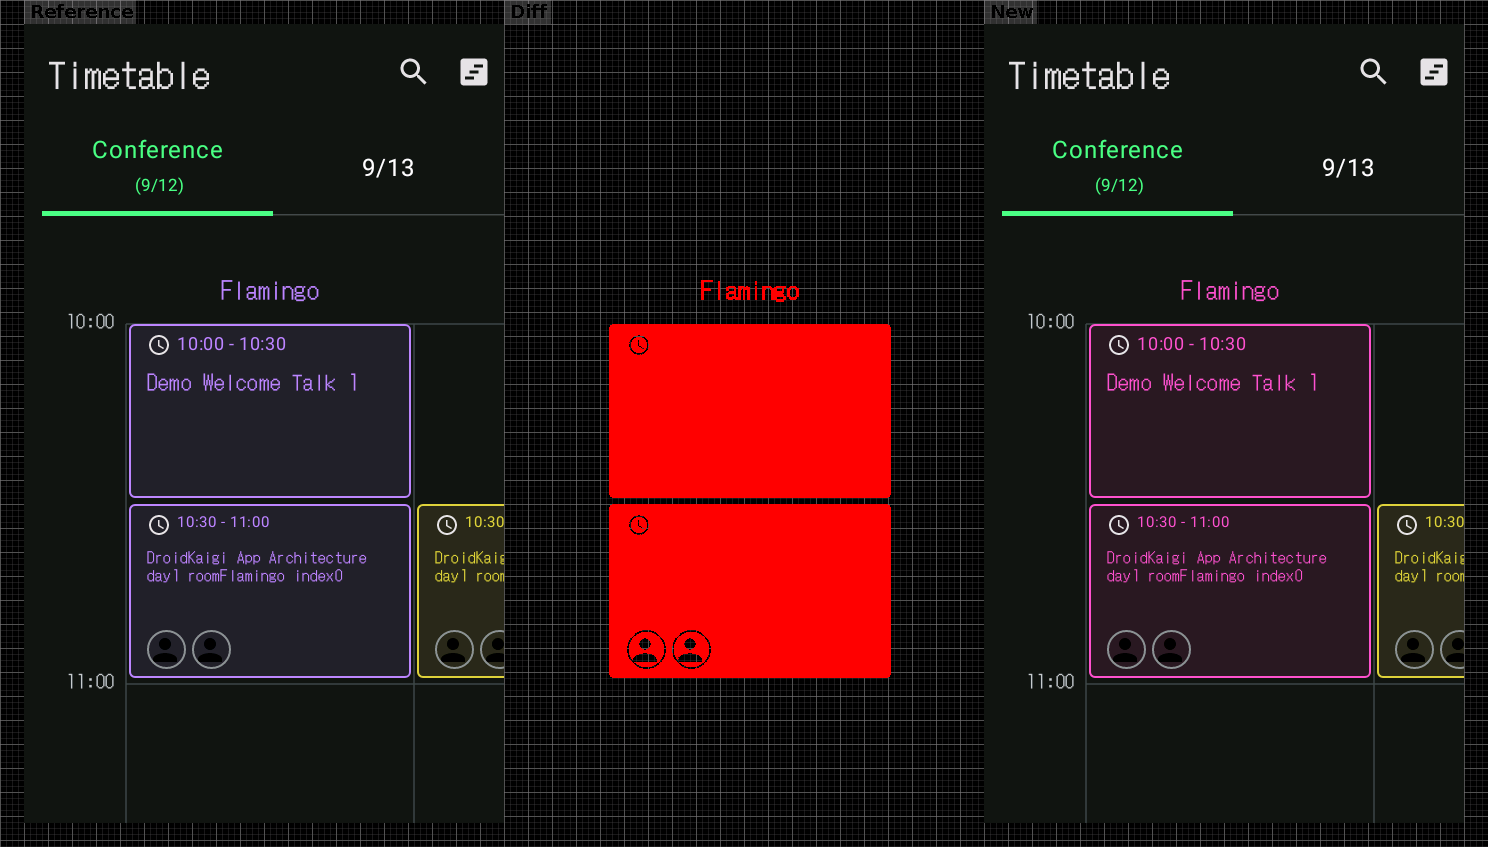 Reference
Diff
New
Timetable
Conference
(9/12)
9/13
Flamingo
10:00
10:00 - 10:30
Demo Welcome Talk 1
10:30 - 11:00
DroidKaigi App Architecture
day1 roomFlamingo index0
10:30
DroidKaig
day1 room
11:00
Flamingo
Timetable
Conference
(9/12)
9/13
Flamingo
10:00
10:00 - 10:30
Demo Welcome Talk 1
10:30 - 11:00
DroidKaigi App Architecture
day1 roomFlamingo index0
10:30
DroidKaig
day1 room
11:00